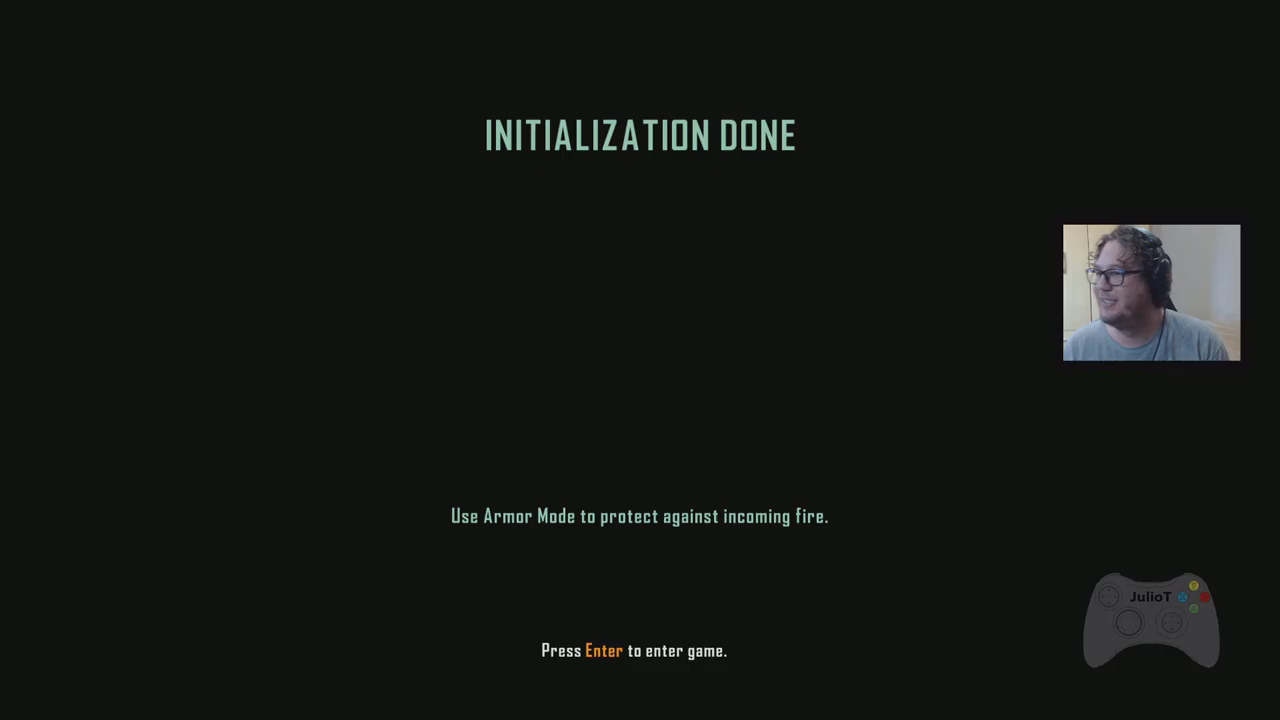 INITIALIZATION DONE
Use Armor Mode to protect against incoming fire.
JulioT
Press Enter to enter game.